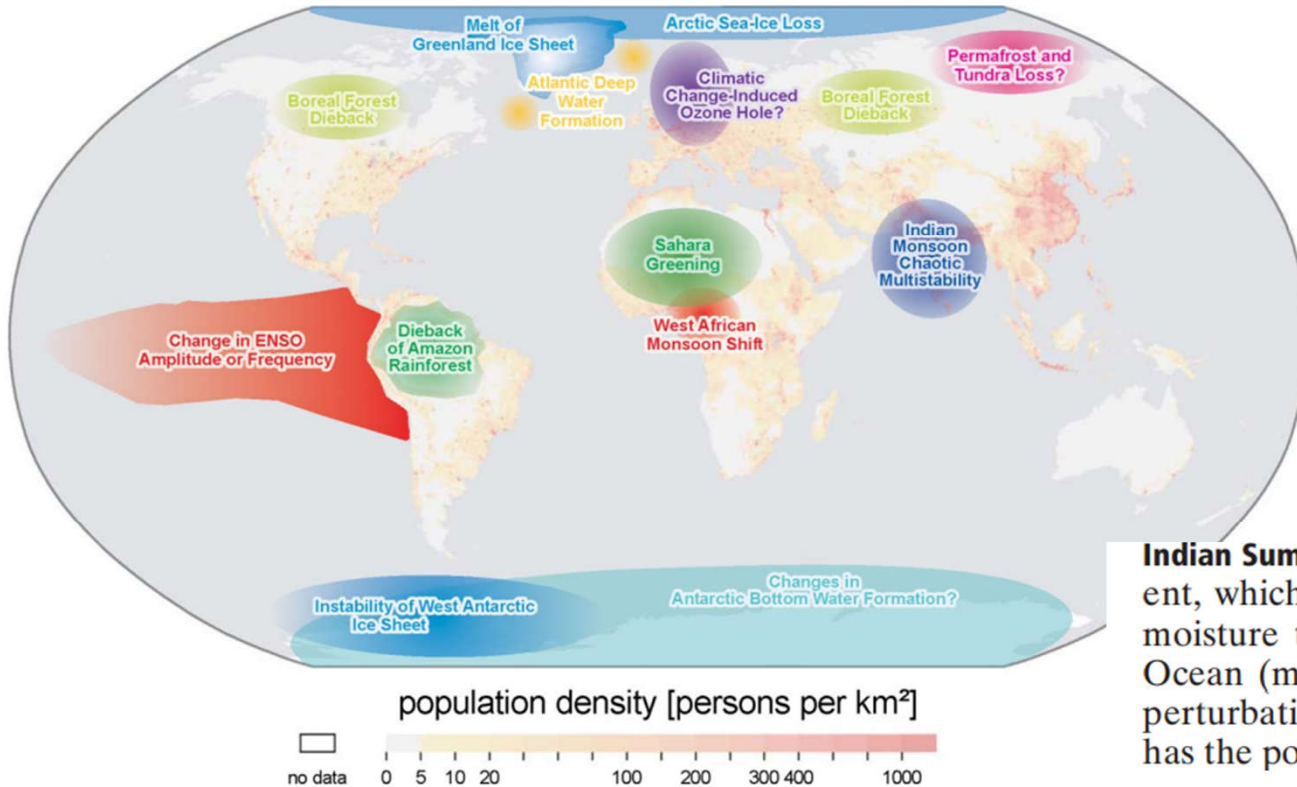 Melt of
Greenland Ice Sheet
Arctic Sea-Ice Loss
Atlantic Deep
Water
Formation
Climatic
Change-Induced
Ozone Hole?
Permafrost and
Tundra Loss?
Boreal Forest
Dieback
Boreal Forest
Dieback
Sahara
Greening
Indian
Monsoon
Chaotic
Multistability
West African
Monsoon Shift
Change in ENSO
Amplitude or Frequency
Dieback
of Amazon
Rainforest
Instability of West Antarctic
Ice Sheet
Changes in
Antarctic Bottom Water Formation?
population density [persons per km²]
no data
0 5 10 20 100 200 300 400 1000
Indian Sum
ent, which
moisture t
Ocean (m
perturbati
has the po